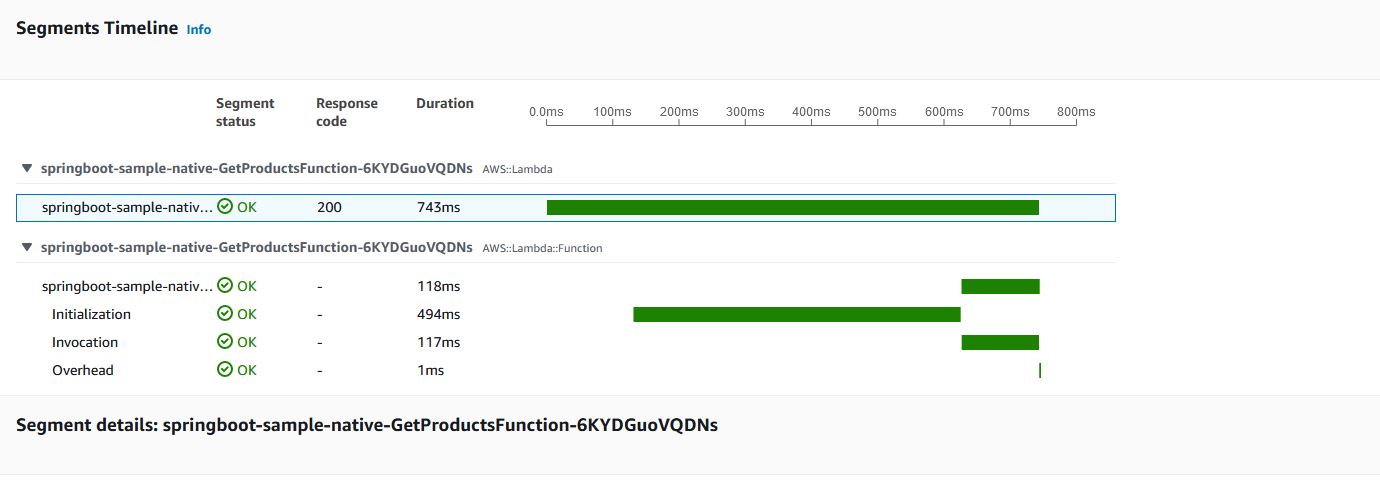 Segments Timeline Info
Segment status Response code Duration 0.0ms 100ms 200ms 300ms 400ms 500ms 600ms 700ms 800ms
springboot-sample-native-GetProductsFunction-6KYDGuoVQDNs AWS::Lambda
springboot-sample-nativ... OK 200 743ms
springboot-sample-native-GetProductsFunction-6KYDGuoVQDNs AWS::Lambda::Function
springboot-sample-nativ... OK - 118ms
Initialization OK - 494ms
Invocation OK - 117ms
Overhead OK - 1ms
Segment details: springboot-sample-native-GetProductsFunction-6KYDGuoVQDNs